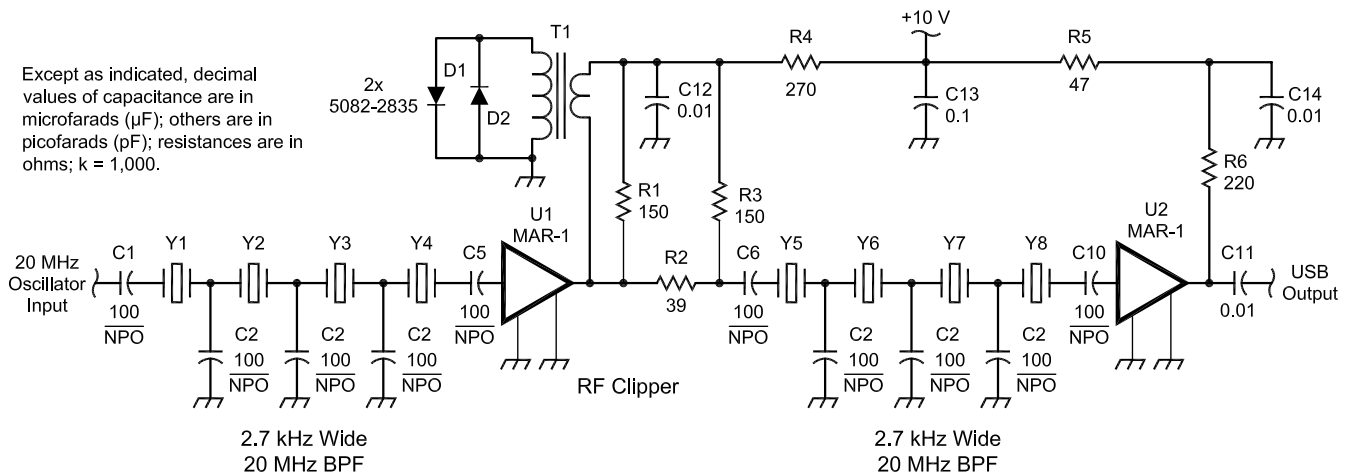 Except as indicated, decimal
values of capacitance are in
microfarads (µF); others are in
picofarads (pF); resistances are in
ohms; k = 1,000.
2x
5082-2835
D1
D2
T1
C12
0.01
R4
270
+10 V
C13
0.1
R5
47
C14
0.01
R6
220
R1
150
R3
150
20 MHz
Oscillator
Input
C1
100
NPO
Y1
Y2
Y3
Y4
C5
100
NPO
U1
MAR-1
R2
39
C6
100
NPO
Y5
Y6
Y7
Y8
C10
100
NPO
U2
MAR-1
C11
0.01
USB
Output
C2
100
NPO
C2
100
NPO
C2
100
NPO
RF Clipper
C2
100
NPO
C2
100
NPO
C2
100
NPO
2.7 kHz Wide
20 MHz BPF
2.7 kHz Wide
20 MHz BPF